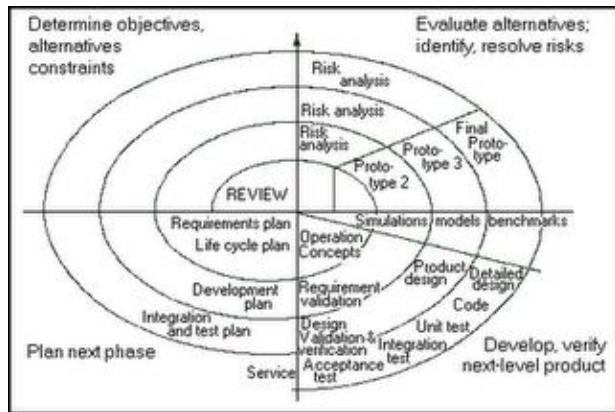 Determine objectives,
alternatives
constraints
Evaluate alternatives;
identify, resolve risks
Risk
analysis
Risk analysis
Risk
analysis
Proto-
type 2
Proto-
type 3
Final
Proto-
type
REVIEW
Requirements plan
Life cycle plan
Simulations models benchmarks
Operation
Concepts
Development
plan
Requirement
validation
Product
design
Detailed
design
Code
Integration
and test plan
Design
Validation &
verification
Unit test
Integration
test
Acceptance
test
Service
Plan next phase
Develop, verify
next-level product